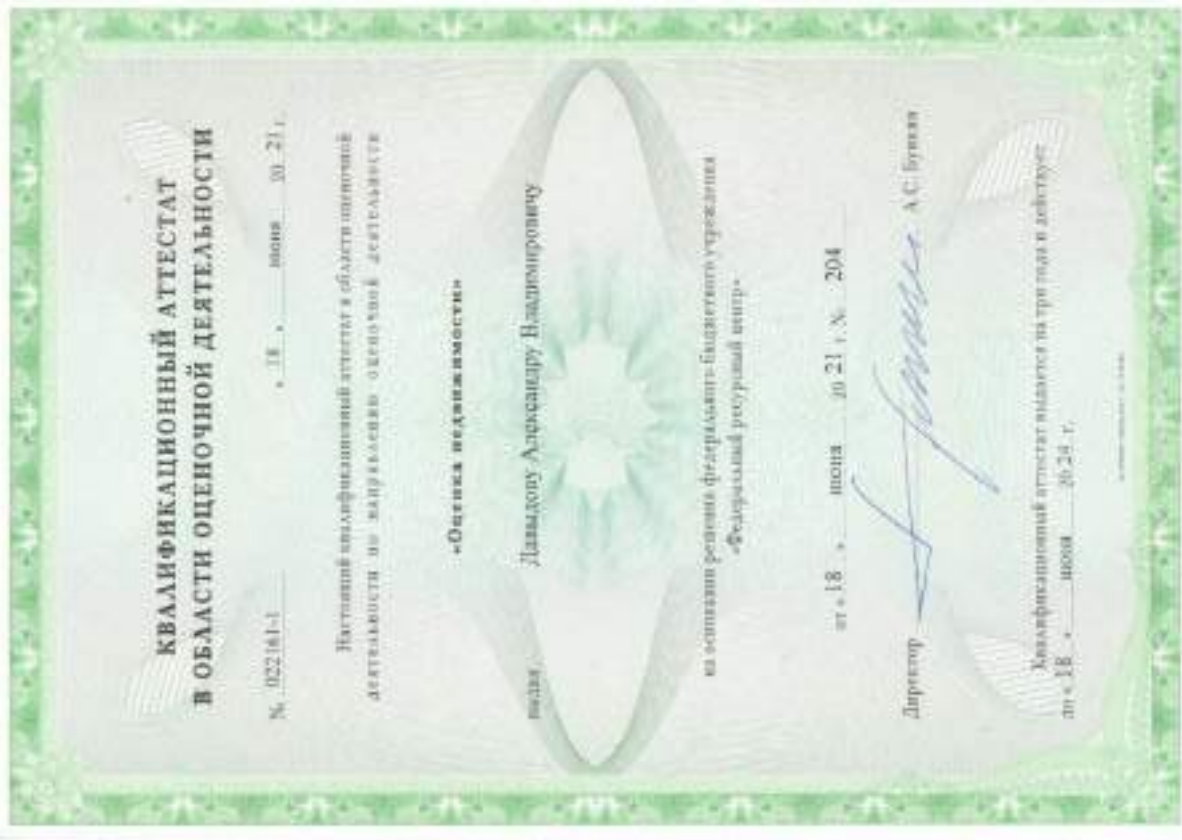 КВАЛИФИКАЦИОННЫЙ АТТЕСТАТ
В ОБЛАСТИ ОЦЕНОЧНОЙ ДЕЯТЕЛЬНОСТИ
№ 022161-1 « 18 » июня 20 21 г.
Настоящий квалификационный аттестат в области оценочной
деятельности по направлению оценочной деятельности
«Оценка недвижимости»
выдан Давыдову Александру Владимировичу
на основании решения федерального бюджетного учреждения
«Федеральный ресурсный центр»
от « 18 » июня 20 21 г. № 204
Директор А.С. Бункин
Квалификационный аттестат выдается на три года и действует
до « 18 » июня 20 24 г.